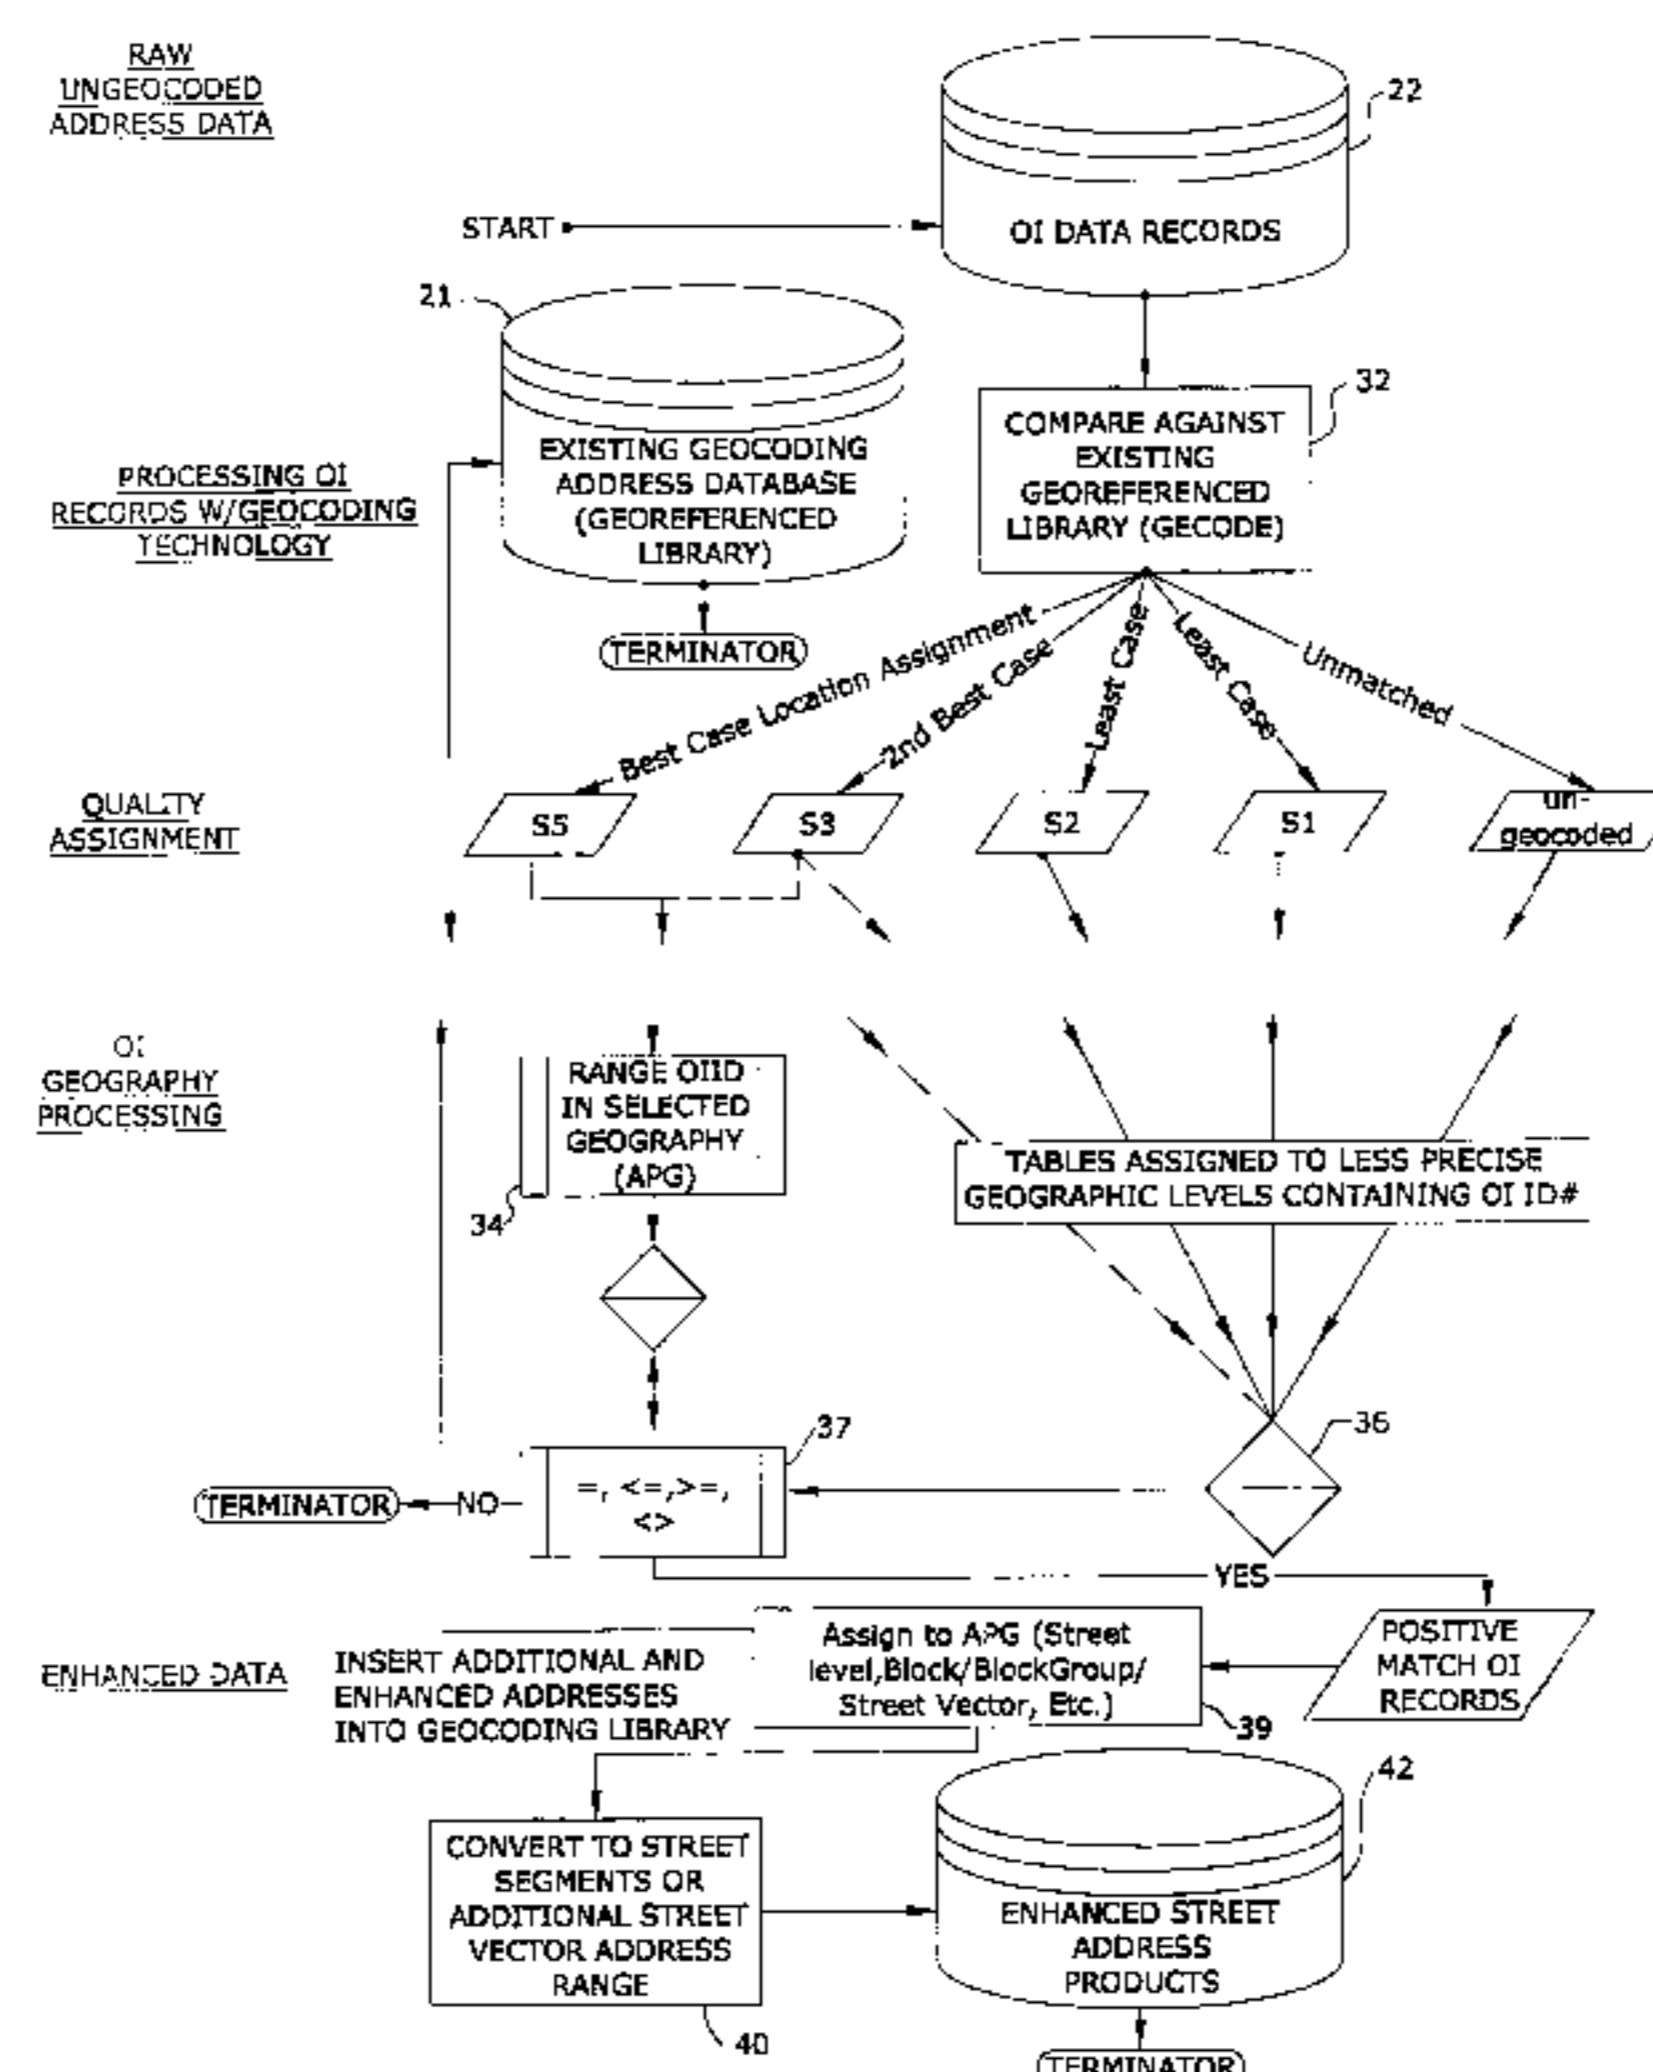 RAW
UNGEOCODED
ADDRESS DATA
22
START
OI DATA RECORDS
21
32
EXISTING GEOCODING
ADDRESS DATABASE
(GEOREFERENCED
LIBRARY)
COMPARE AGAINST
EXISTING
GEOREFERENCED
LIBRARY (GECODE)
PROCESSING OI
RECORDS W/GEOCODING
TECHNOLOGY
TERMINATOR
Best Case Location Assignment
2nd Best Case
Least Case
Least Case
Unmatched
QUALITY
ASSIGNMENT
S5
S3
S2
S1
un-
geocoded
OI
GEOGRAPHY
PROCESSING
RANGE OIID
IN SELECTED
GEOGRAPHY
(APG)
34
TABLES ASSIGNED TO LESS PRECISE
GEOGRAPHIC LEVELS CONTAINING OI ID#
37
36
TERMINATOR
NO
=, <=,>=,
<>
YES
ENHANCED DATA
INSERT ADDITIONAL AND
ENHANCED ADDRESSES
INTO GEOCODING LIBRARY
Assign to APG (Street
level,Block/BlockGroup/
Street Vector, Etc.)
39
POSITIVE
MATCH OI
RECORDS
42
CONVERT TO STREET
SEGMENTS OR
ADDITIONAL STREET
VECTOR ADDRESS
RANGE
40
ENHANCED STREET
ADDRESS
PRODUCTS
TERMINATOR